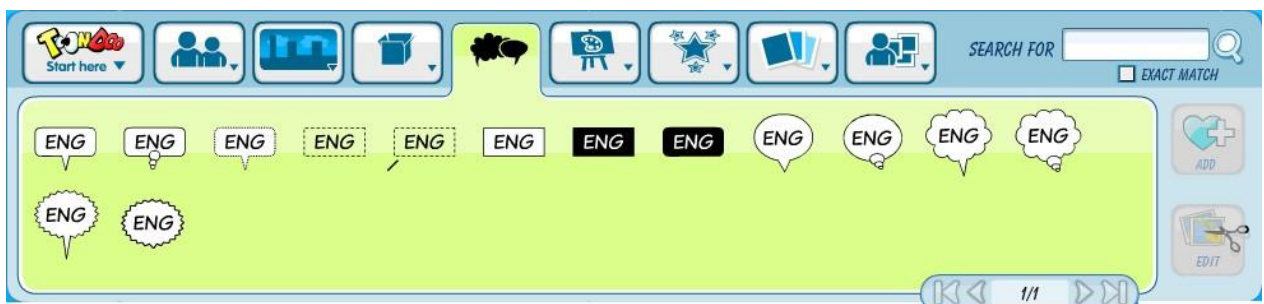 TOONDOO
Start here
SEARCH FOR
EXACT MATCH
ENG ENG ENG ENG ENG ENG ENG ENG ENG ENG ENG ENG
ADD
ENG ENG
EDIT
1/1